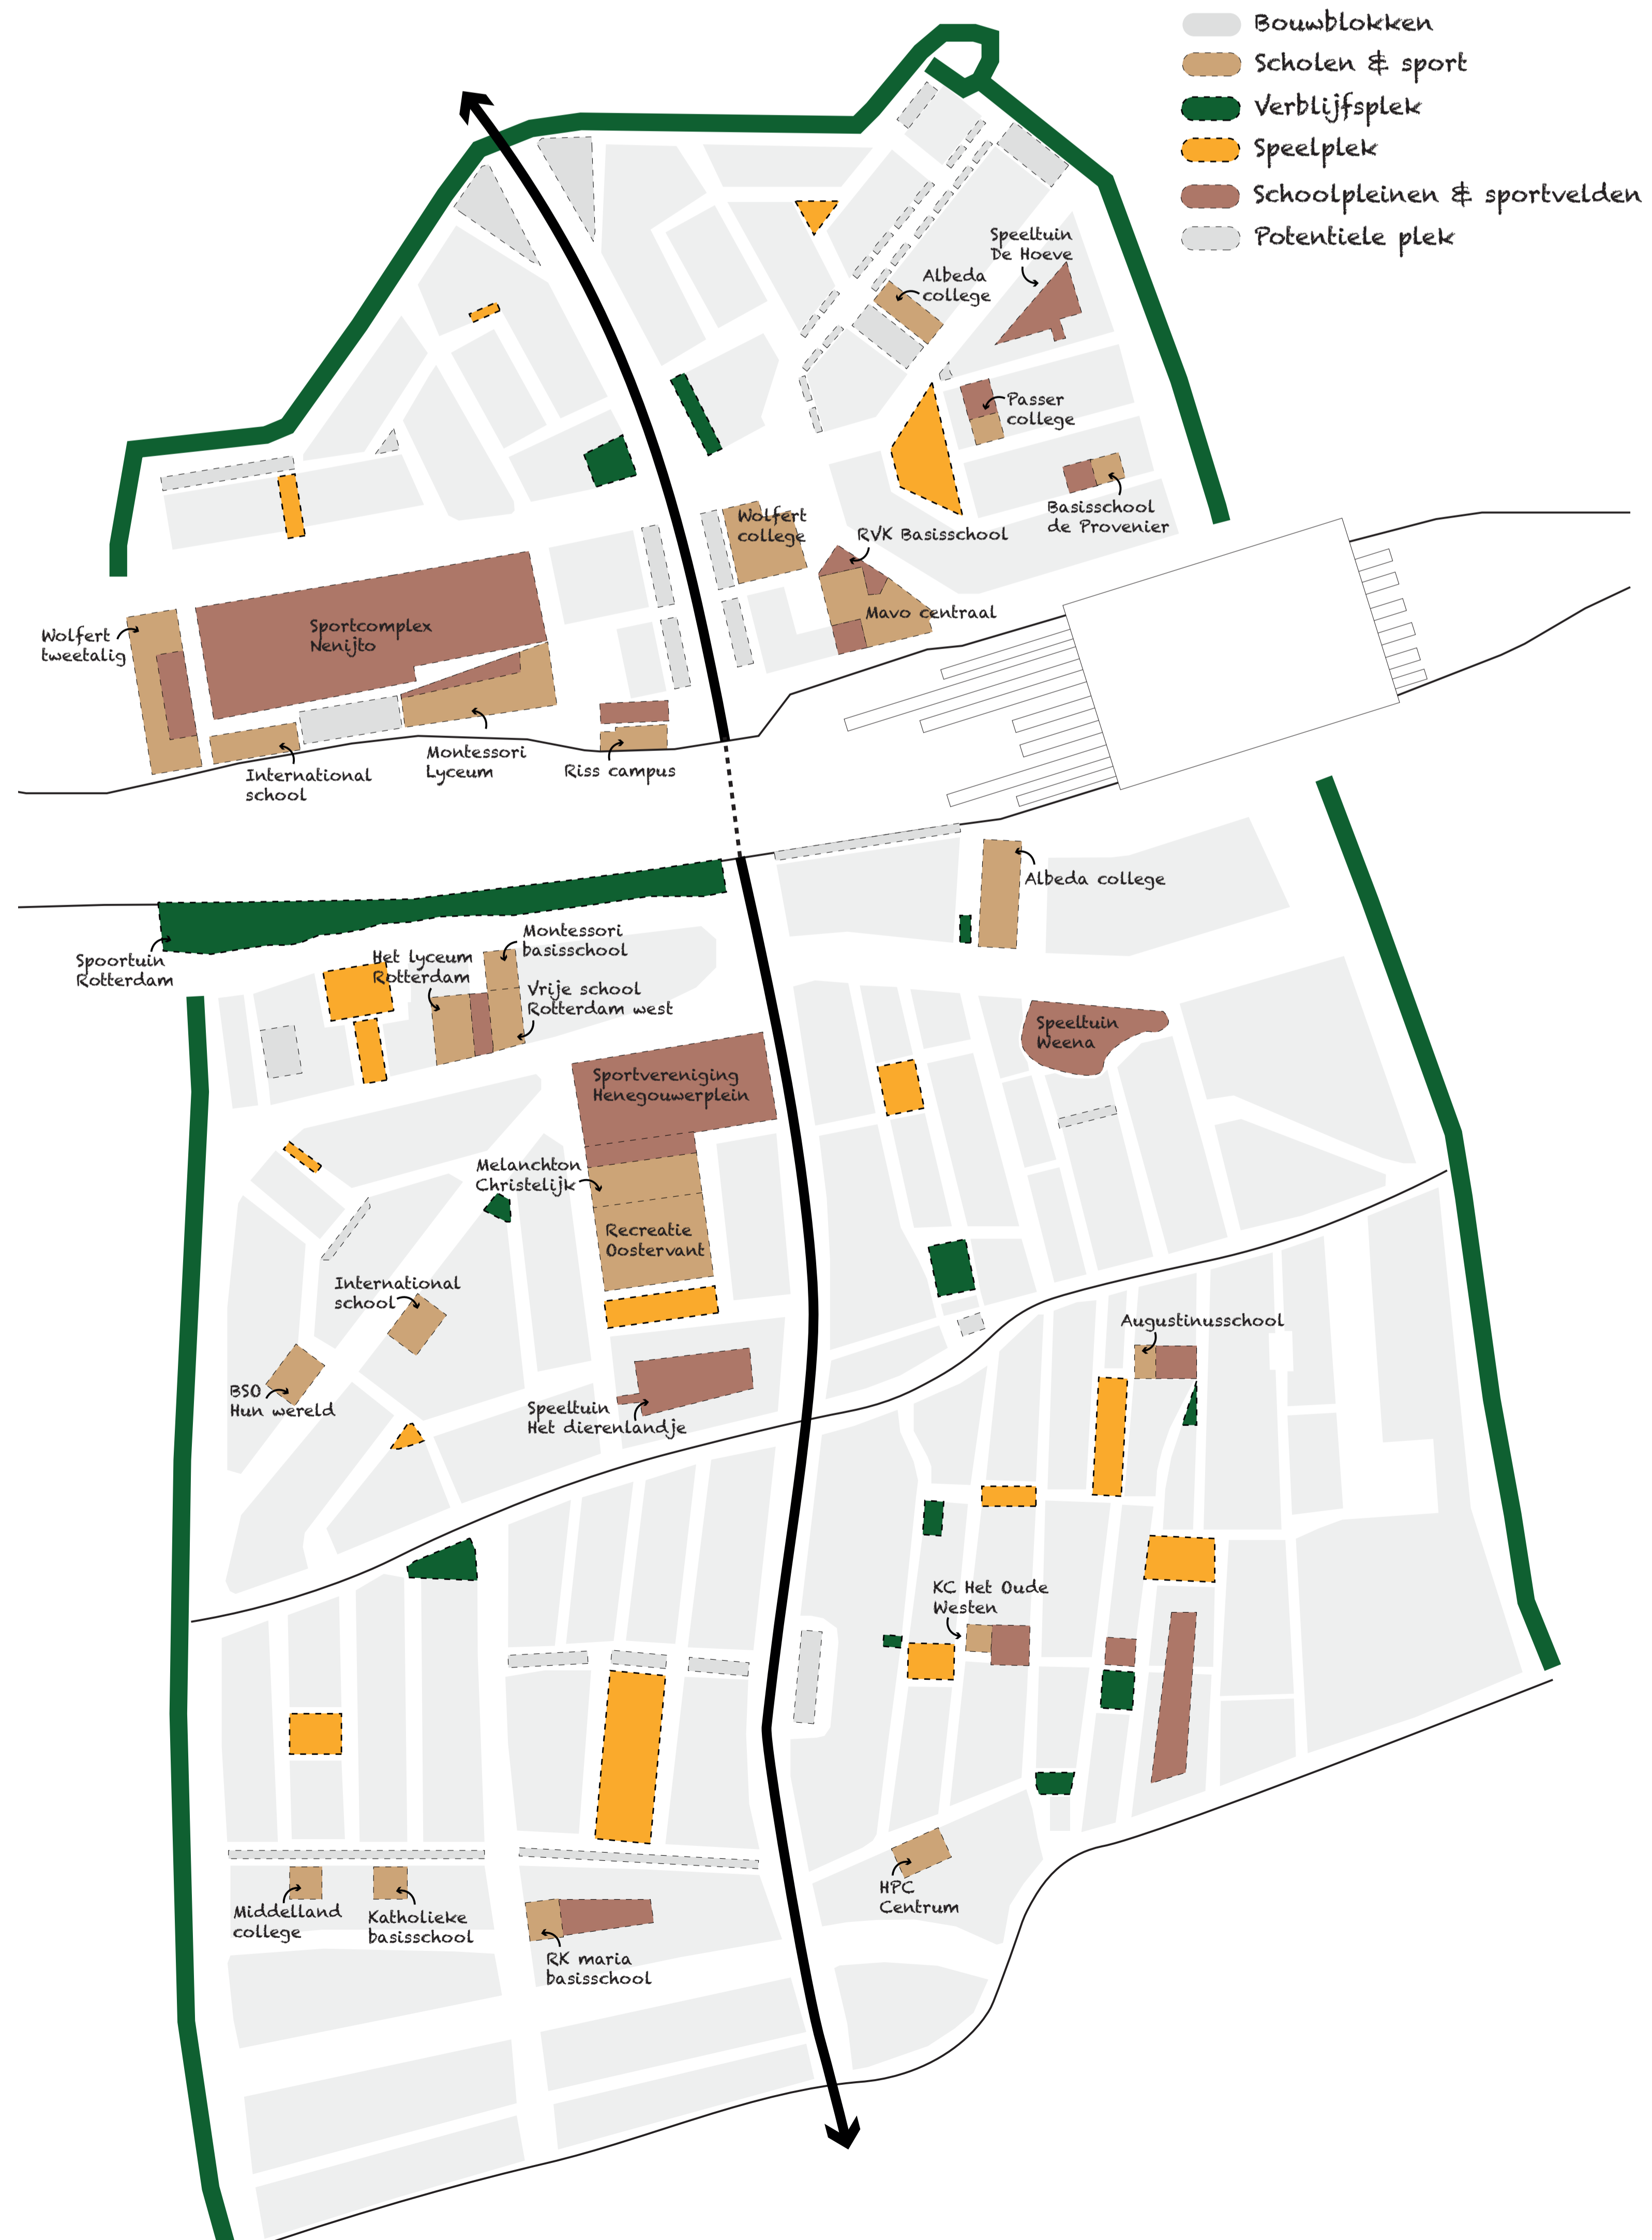 Bouwblokken
Scholen & sport
Verblijfsplek
Speelplek
Schoolpleinen & sportvelden
Potentiele plek
Speeltuin
De Hoeve
Albeda
college
Passer
college
Basisschool
de Provenier
Wolfert
college
RVK Basisschool
Mavo centraal
Wolfert
tweetalig
Sportcomplex
Nenijto
International
school
Montessori
Lyceum
Riss campus
Albeda college
Spoortuin
Rotterdam
Het lyceum
Rotterdam
Montessori
basisschool
Vrije school
Rotterdam west
Speeltuin
Weena
Sportvereniging
Henegouwerplein
Melanchton
Christelijk
Recreatie
Oostervant
International
school
BSO
Hun wereld
Speeltuin
Het dierenlandje
Augustinusschool
KC Het Oude
Westen
HPC
Centrum
Middelland
college
Katholieke
basisschool
RK maria
basisschool